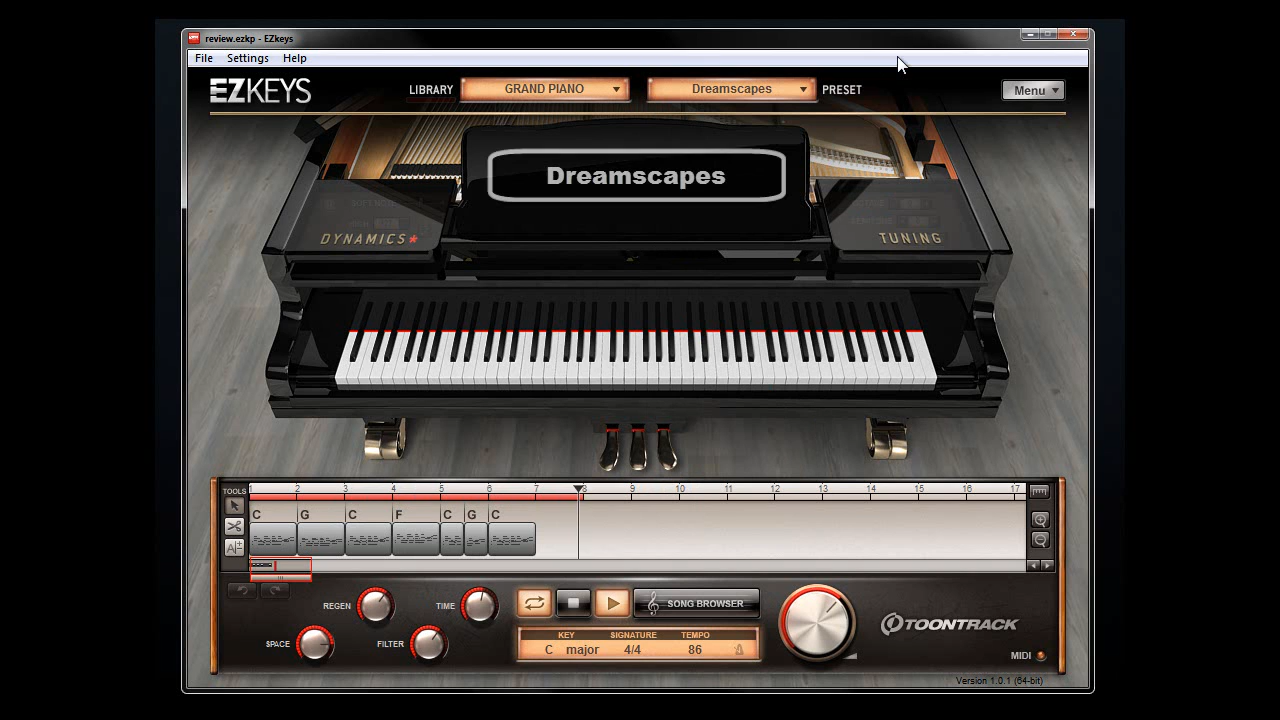 review.ezkp - EZkeys
File Settings Help
EZKEYS LIBRARY GRAND PIANO Dreamscapes PRESET Menu
Dreamscapes
DYNAMICS* TUNING
TOOLS 1 2 3 4 5 6 7 8 9 10 11 12 13 14 15 16 17
C G C F C G C
A
REGEN TIME SONG BROWSER
KEY SIGNATURE TEMPO
TOONTRACK
SPACE FILTER C major 4/4 86
MIDI
Version 1.0.1 (64-bit)